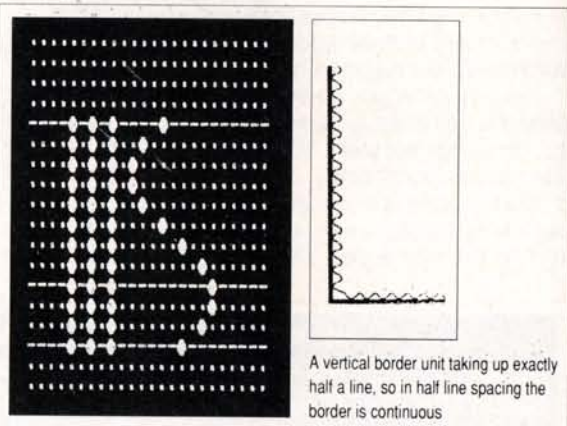 A vertical border unit taking up exactly
half a line, so in half line spacing the
border is continuous